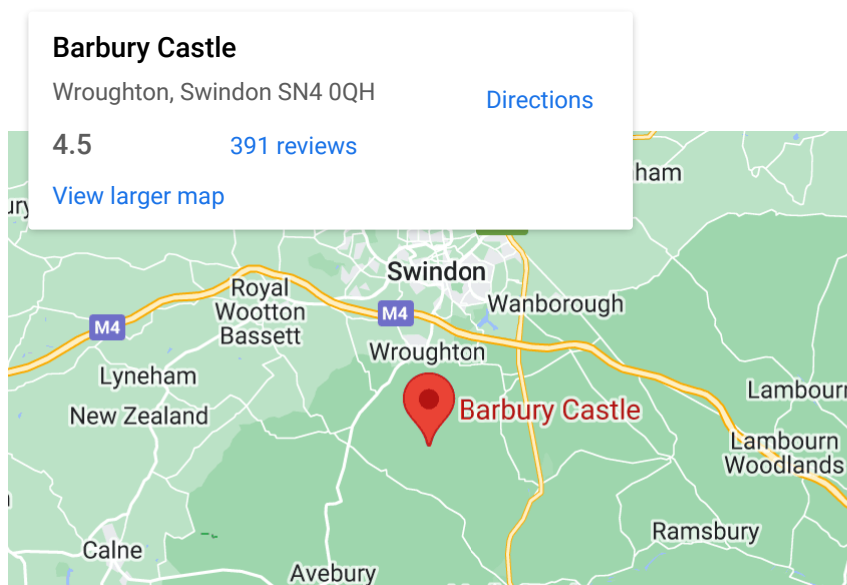 Barbury Castle
Wroughton, Swindon SN4 0QH
Directions
4.5
391 reviews
View larger map
ham
ury
Swindon
Royal
Wootton
Bassett
Wanborough
M4
M4
Wroughton
Lyneham
New Zealand
Barbury Castle
Lambourn
Lambourn
Woodlands
Ramsbury
Calne
Avebury